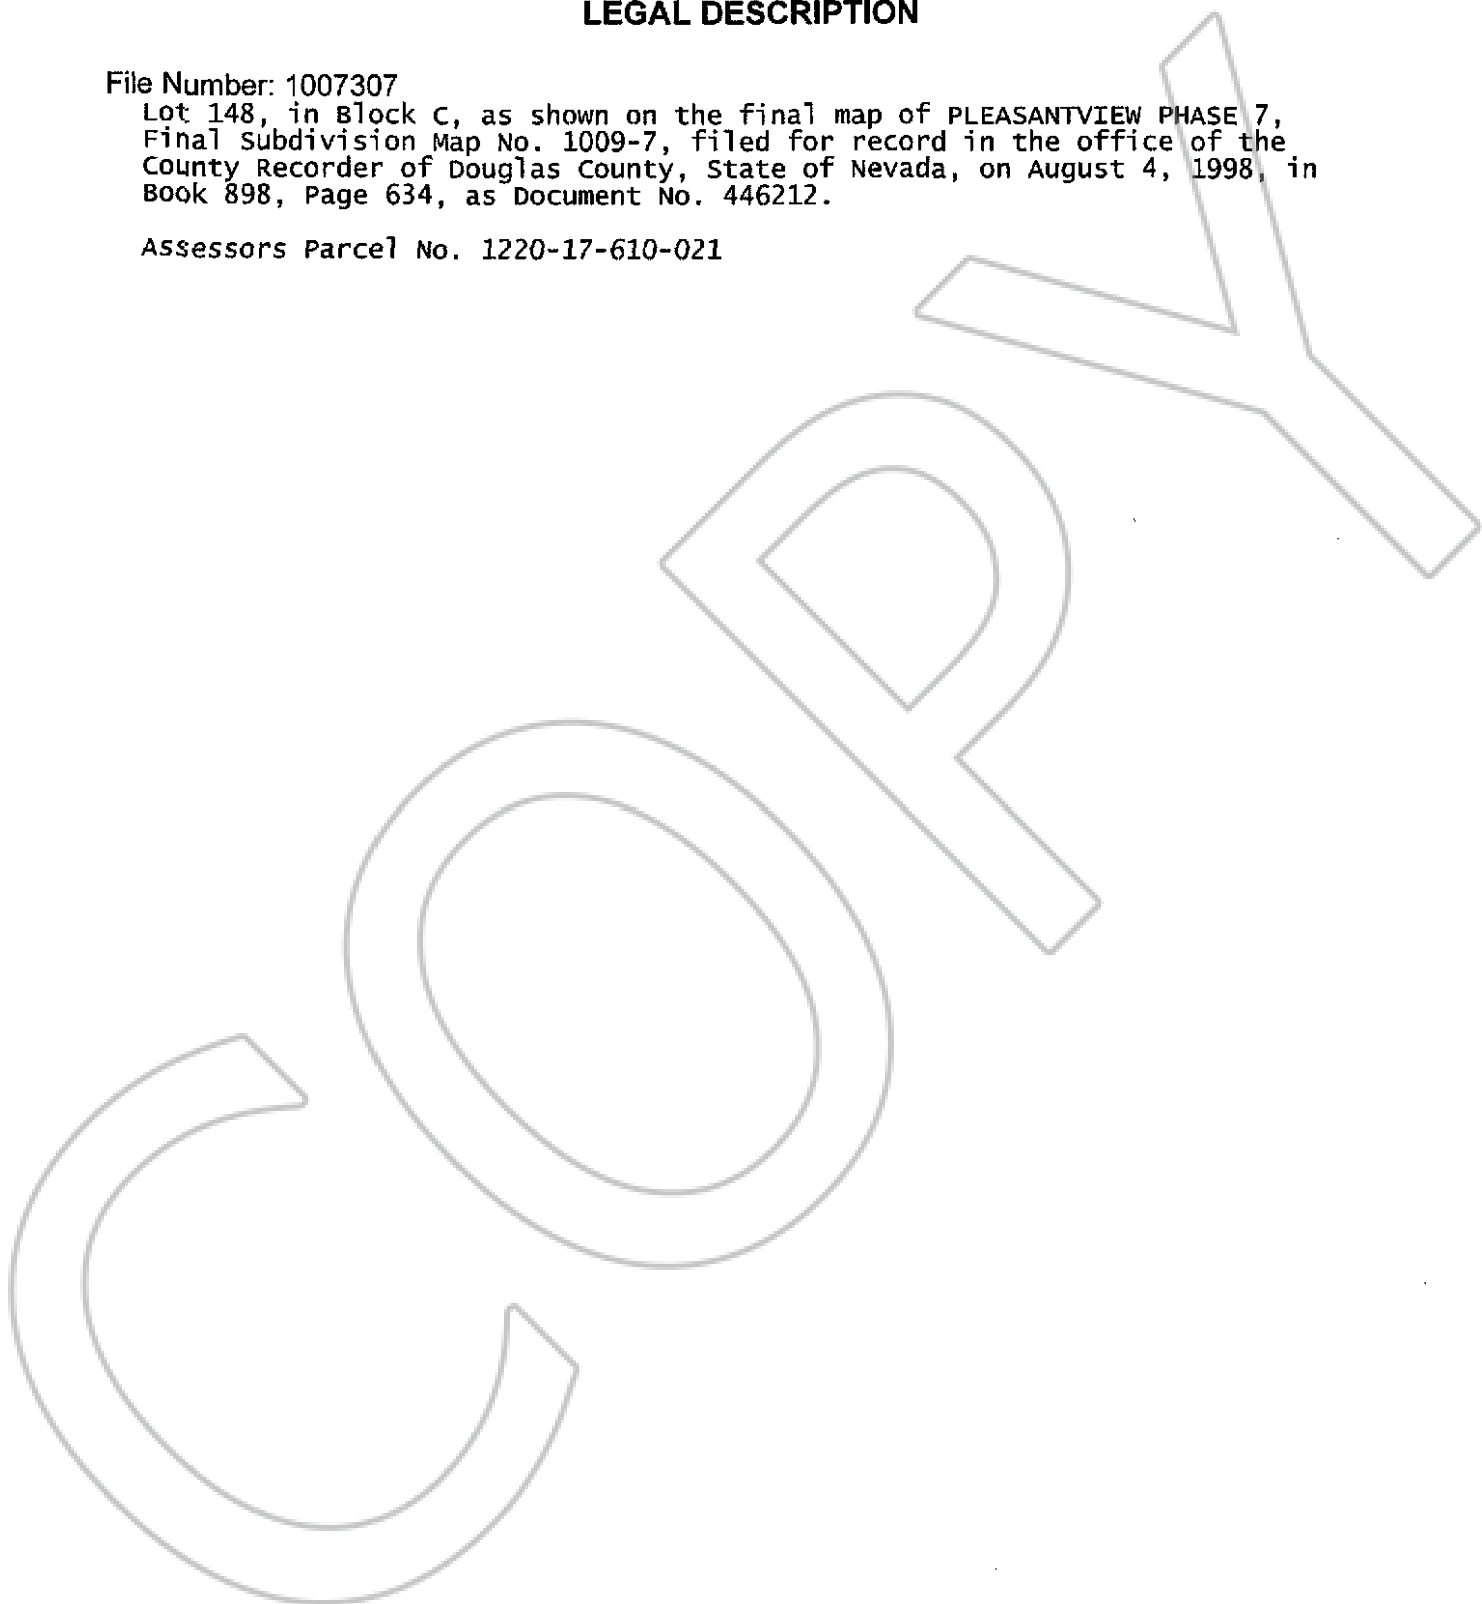 LEGAL DESCRIPTION
File Number: 1007307
Lot 148, in Block C, as shown on the final map of PLEASANTVIEW PHASE 7,
Final Subdivision Map No. 1009-7, filed for record in the office of the
County Recorder of Douglas County, State of Nevada, on August 4, 1998, in
Book 898, Page 634, as Document No. 446212.
Assessors Parcel No. 1220-17-610-021
COPY